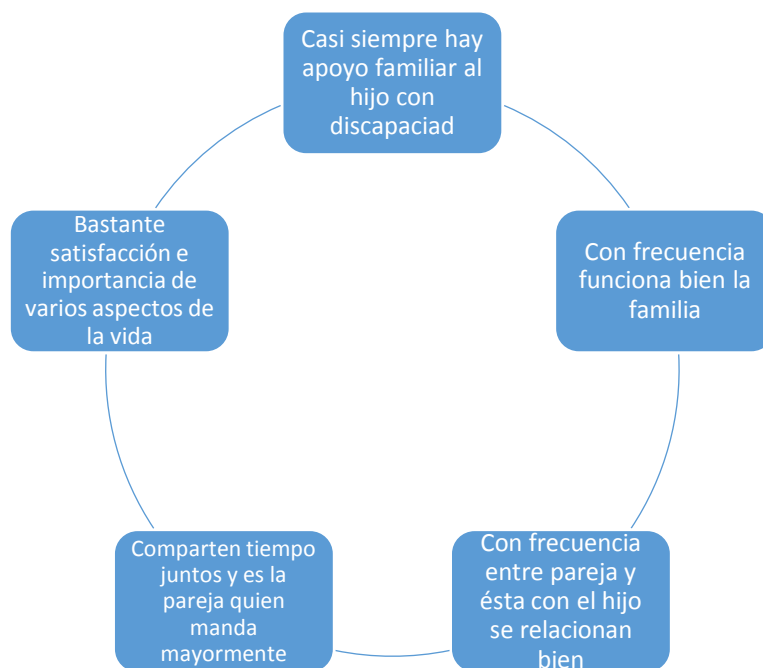 Casi siempre hay
apoyo familiar al
hijo con
discapaciad
Con frecuencia
funciona bien la
familia
Con frecuencia
entre pareja y
ésta con el hijo
se relacionan
bien
Comparten tiempo
juntos y es la
pareja quien
manda
mayormente
Bastante
satisfacción e
importancia de
varios aspectos de
la vida